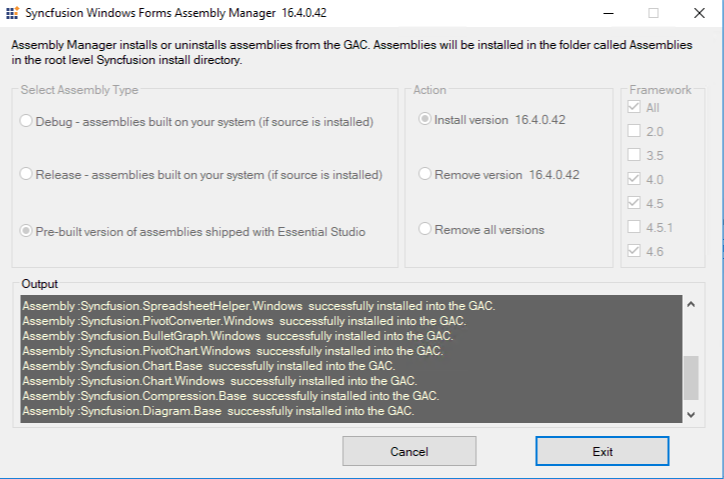 Syncfusion Windows Forms Assembly Manager 16.4.0.42
Assembly Manager installs or uninstalls assemblies from the GAC. Assemblies will be installed in the folder called Assemblies
in the root level Syncfusion install directory.
Select Assembly Type
Debug - assemblies built on your system (if source is installed)
Release - assemblies built on your system (if source is installed)
Pre-built version of assemblies shipped with Essential Studio
Action
Install version 16.4.0.42
Remove version 16.4.0.42
Remove all versions
Framework
All
2.0
3.5
4.0
4.5
4.5.1
4.6
Output
Assembly :Syncfusion.SpreadsheetHelper.Windows successfully installed into the GAC.
Assembly :Syncfusion.PivotConverter.Windows successfully installed into the GAC.
Assembly :Syncfusion.BulletGraph.Windows successfully installed into the GAC.
Assembly :Syncfusion.PivotChart.Windows successfully installed into the GAC.
Assembly :Syncfusion.Chart.Base successfully installed into the GAC.
Assembly :Syncfusion.Chart.Windows successfully installed into the GAC.
Assembly :Syncfusion.Compression.Base successfully installed into the GAC.
Assembly :Syncfusion.Diagram.Base successfully installed into the GAC.
Cancel
Exit